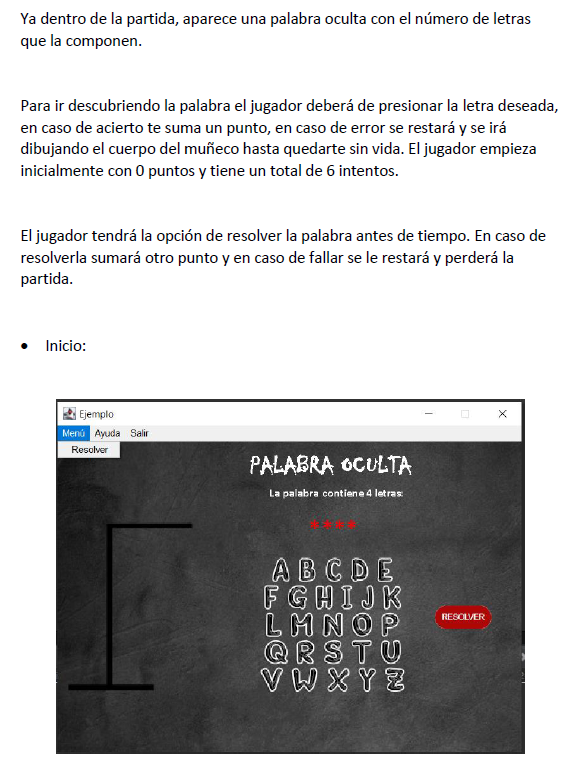 Ya dentro de la partida, aparece una palabra oculta con el número de letras
que la componen.
Para ir descubriendo la palabra el jugador deberá de presionar la letra deseada,
en caso de acierto te suma un punto, en caso de error se restará y se irá
dibujando el cuerpo del muñeco hasta quedarte sin vida. El jugador empieza
inicialmente con 0 puntos y tiene un total de 6 intentos.
El jugador tendrá la opción de resolver la palabra antes de tiempo. En caso de
resolverla sumará otro punto y en caso de fallar se le restará y perderá la
partida.
• Inicio:
Ejemplo
Menú Ayuda Salir
Resolver
PALABRA OCULTA
La palabra contiene 4 letras:
****
A B C D E
F G H I J K
L M N O P
Q R S T U
V W X Y Z
RESOLVER